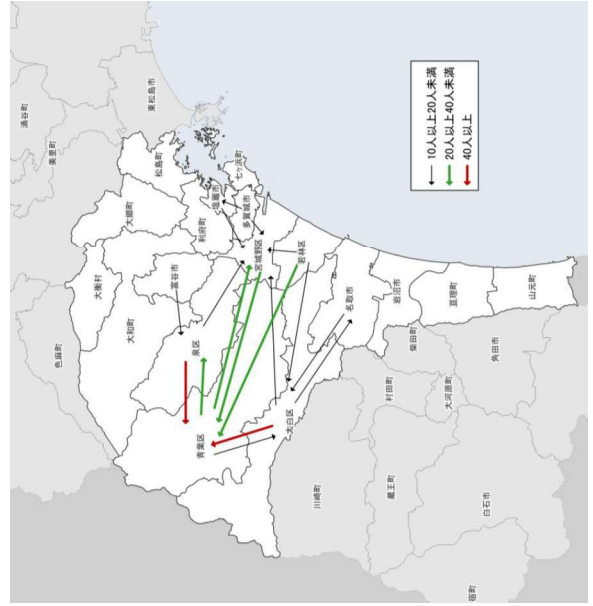 涌谷町
美里町
東松島市
色麻町
大衡村
大郷町
松島町
大和町
富谷市
利府町
塩竈市
七ヶ浜町
多賀城市
泉区
宮城野区
青葉区
若林区
太白区
名取市
岩沼市
川崎町
村田町
柴田町
亘理町
蔵王町
大河原町
角田市
山元町
白石市
宿町
10人以上20人未満
20人以上40人未満
40人以上